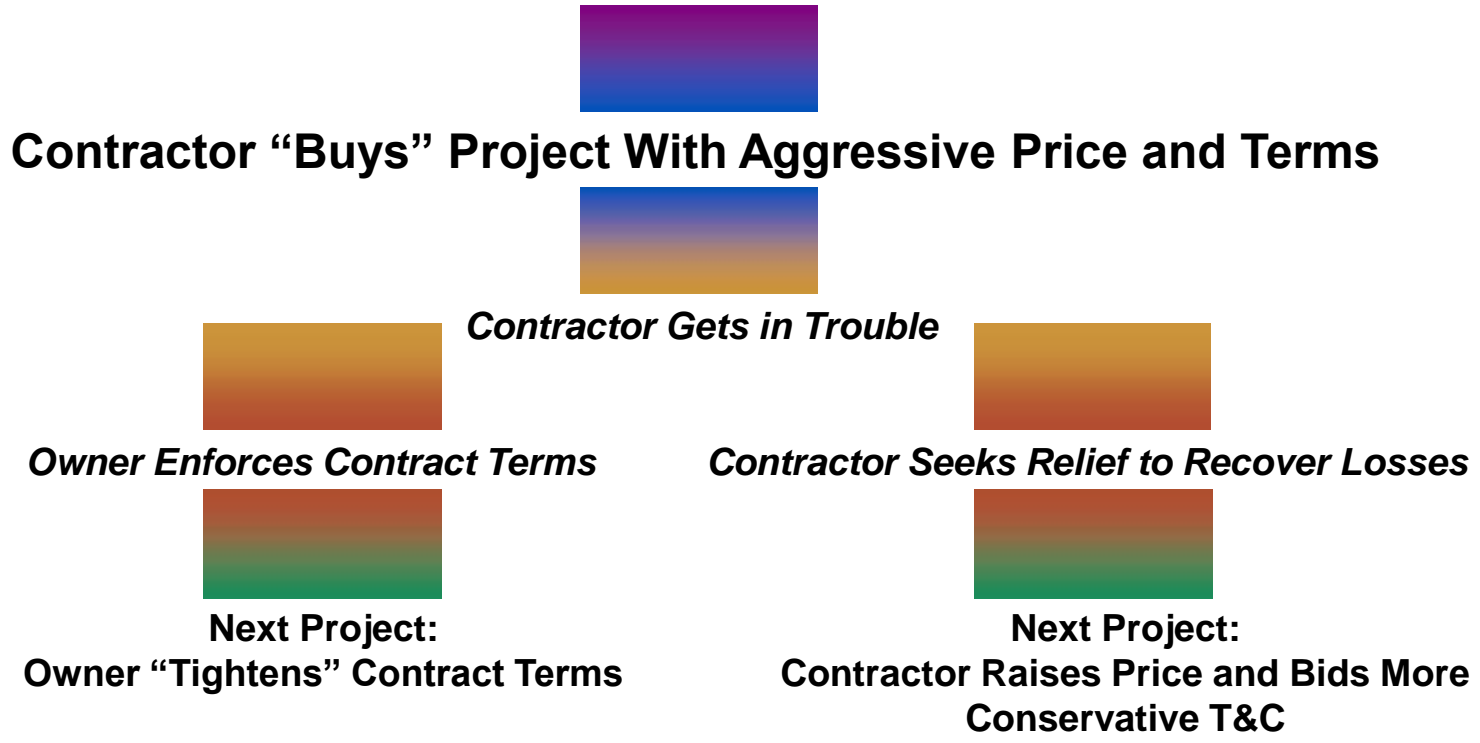 Contractor “Buys” Project With Aggressive Price and Terms
Contractor Gets in Trouble
Owner Enforces Contract Terms
Contractor Seeks Relief to Recover Losses
Next Project:
Owner “Tightens” Contract Terms
Next Project:
Contractor Raises Price and Bids More
Conservative T&C